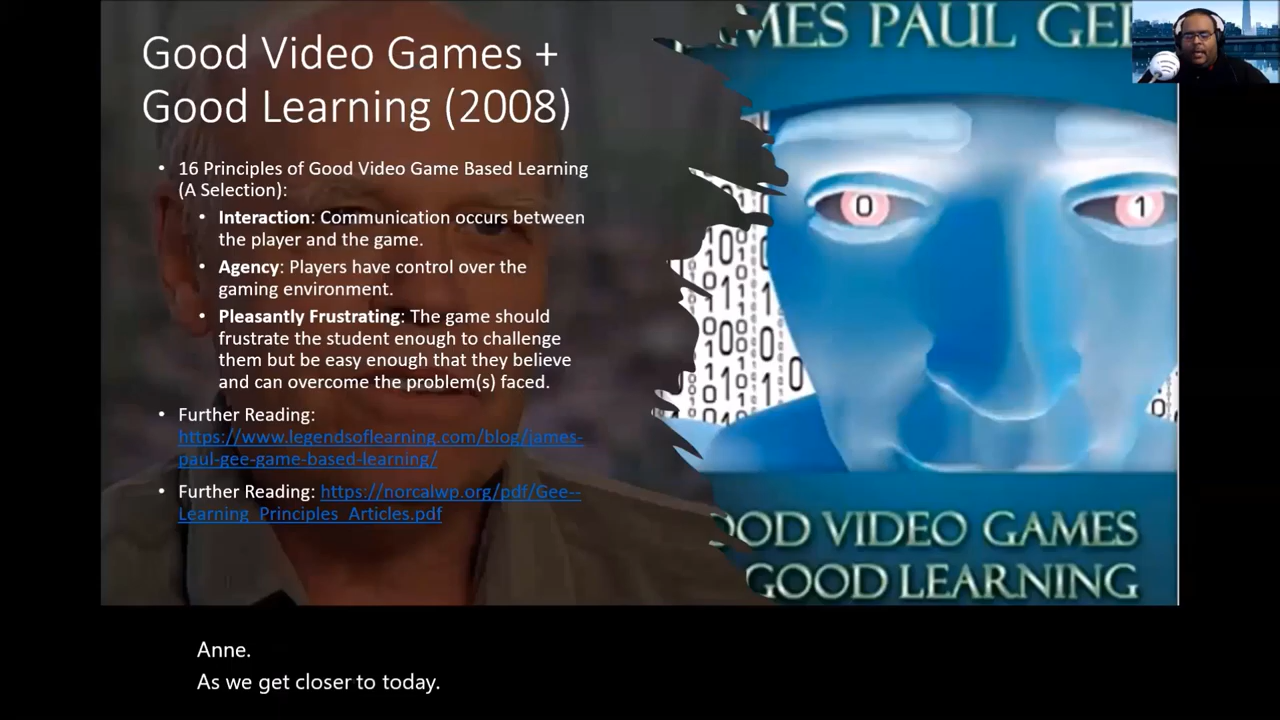 Good Video Games +
Good Learning (2008)
• 16 Principles of Good Video Game Based Learning
(A Selection):
• Interaction: Communication occurs between
the player and the game.
• Agency: Players have control over the
gaming environment.
• Pleasantly Frustrating: The game should
frustrate the student enough to challenge
them but be easy enough that they believe
and can overcome the problem(s) faced.
• Further Reading:
https://www.legendsoflearning.com/blog/james-
paul-gee-game-based-learning/
• Further Reading: https://norcalwp.org/pdf/Gee--
Learning_Principles_Articles.pdf
MES PAUL GE
0 1
OOD VIDEO GAMES
GOOD LEARNING
Anne.
As we get closer to today.